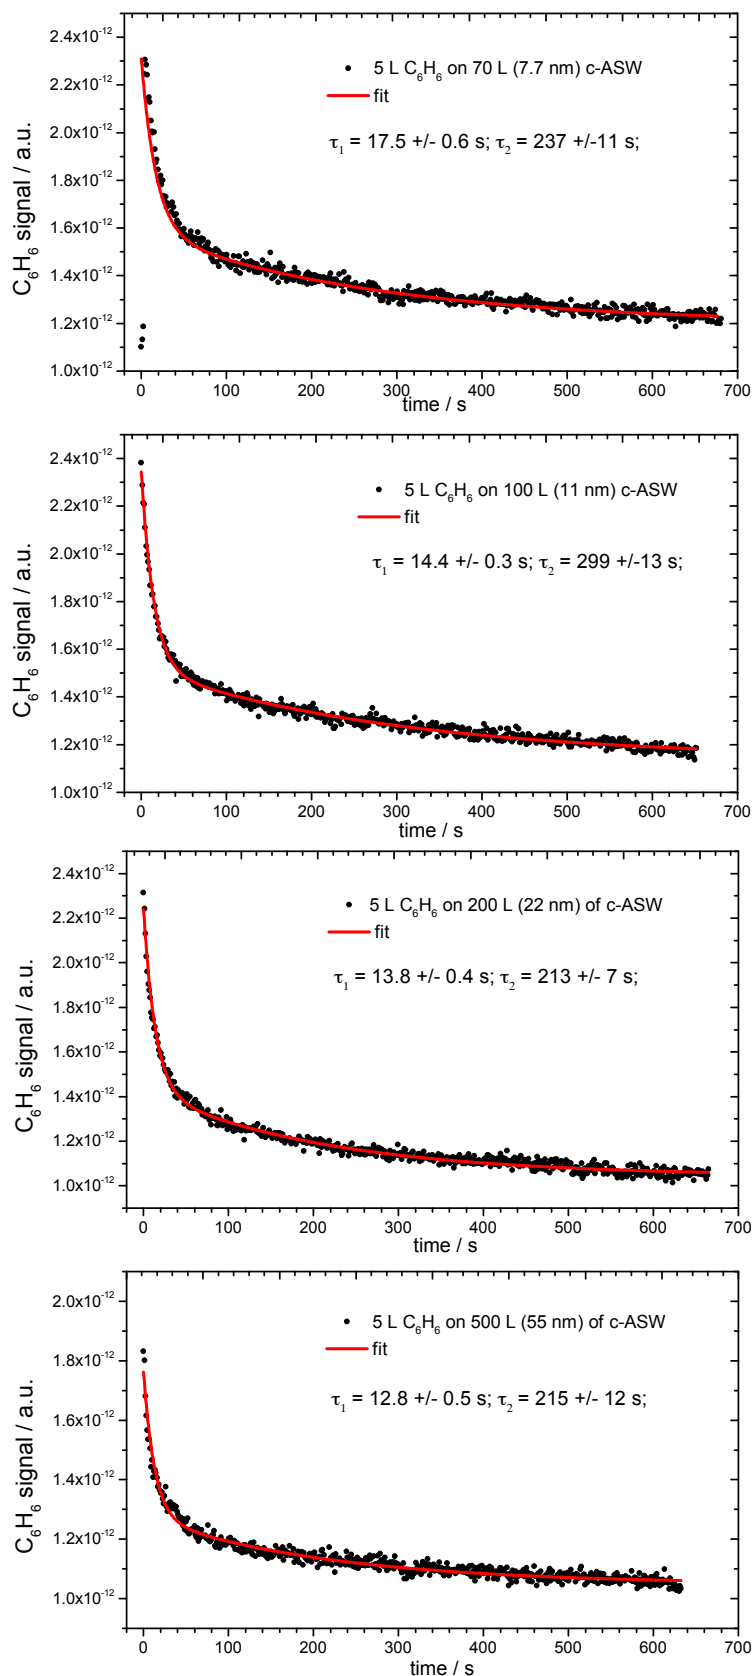 2.4x10⁻¹²
2.2x10⁻¹²
2.0x10⁻¹²
1.8x10⁻¹²
1.6x10⁻¹²
1.4x10⁻¹²
1.2x10⁻¹²
1.0x10⁻¹²
C₆H₆ signal / a.u.
5 L C₆H₆ on 70 L (7.7 nm) c-ASW
fit
τ₁ = 17.5 +/- 0.6 s; τ₂ = 237 +/-11 s;
0 100 200 300 400 500 600 700
time / s
2.4x10⁻¹²
2.2x10⁻¹²
2.0x10⁻¹²
1.8x10⁻¹²
1.6x10⁻¹²
1.4x10⁻¹²
1.2x10⁻¹²
1.0x10⁻¹²
C₆H₆ signal / a.u.
5 L C₆H₆ on 100 L (11 nm) c-ASW
fit
τ₁ = 14.4 +/- 0.3 s; τ₂ = 299 +/-13 s;
0 100 200 300 400 500 600 700
time / s
2.4x10⁻¹²
2.2x10⁻¹²
2.0x10⁻¹²
1.8x10⁻¹²
1.6x10⁻¹²
1.4x10⁻¹²
1.2x10⁻¹²
1.0x10⁻¹²
C₆H₆ signal / a.u.
5 L C₆H₆ on 200 L (22 nm) of c-ASW
fit
τ₁ = 13.8 +/- 0.4 s; τ₂ = 213 +/- 7 s;
0 100 200 300 400 500 600 700
time / s
2.0x10⁻¹²
1.8x10⁻¹²
1.6x10⁻¹²
1.4x10⁻¹²
1.2x10⁻¹²
1.0x10⁻¹²
C₆H₆ signal / a.u.
5 L C₆H₆ on 500 L (55 nm) of c-ASW
fit
τ₁ = 12.8 +/- 0.5 s; τ₂ = 215 +/- 12 s;
0 100 200 300 400 500 600 700
time / s